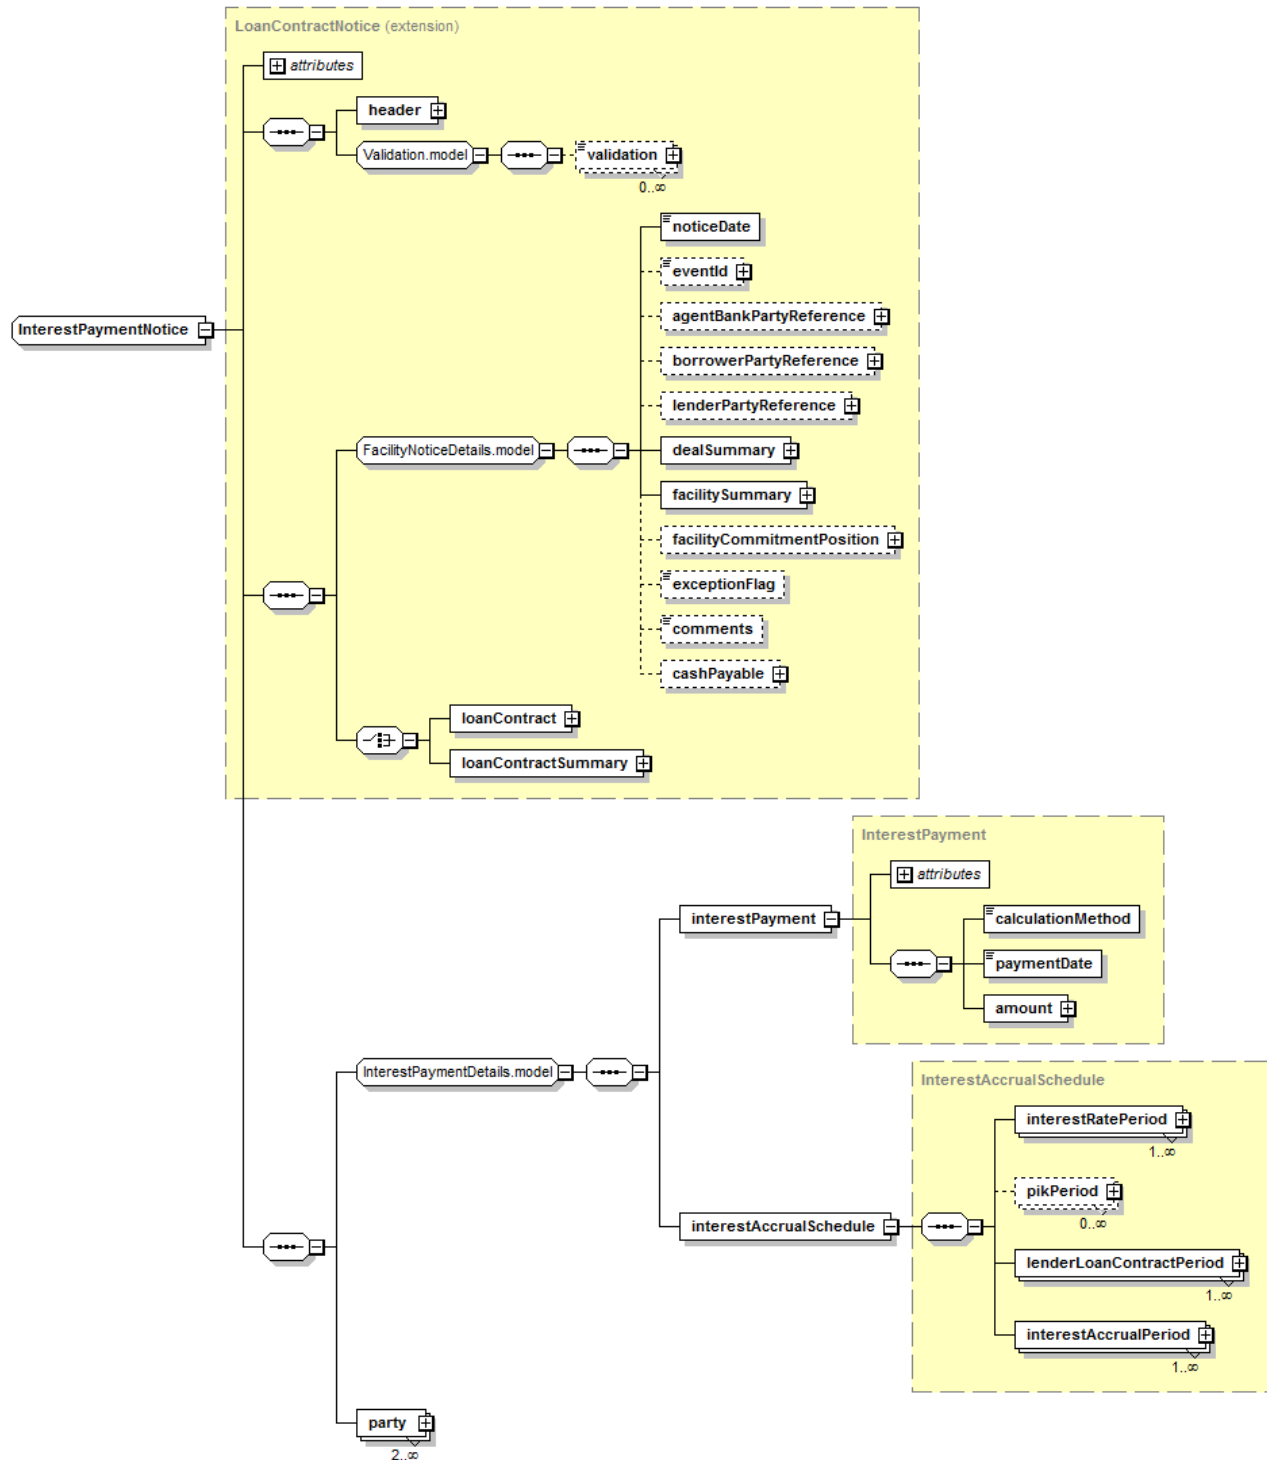 LoanContractNotice (extension)
attributes
header
Validation.model
validation
0..∞
noticeDate
eventId
agentBankPartyReference
InterestPaymentNotice
borrowerPartyReference
lenderPartyReference
FacilityNoticeDetails.model
dealSummary
facilitySummary
facilityCommitmentPosition
exceptionFlag
comments
cashPayable
loanContract
loanContractSummary
InterestPayment
attributes
interestPayment
calculationMethod
paymentDate
amount
InterestPaymentDetails.model
InterestAccrualSchedule
interestRatePeriod
1..∞
pikPeriod
0..∞
interestAccrualSchedule
lenderLoanContractPeriod
1..∞
interestAccrualPeriod
1..∞
party
2..∞